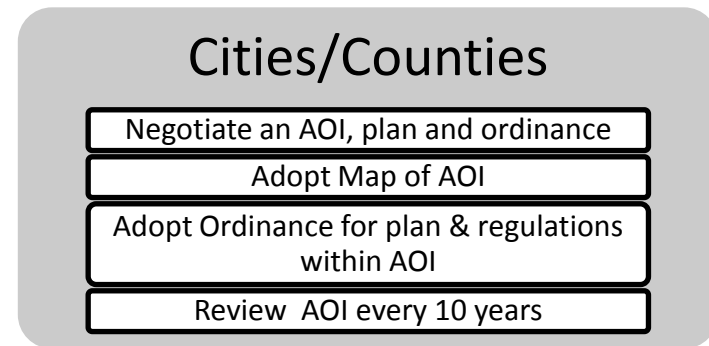 Cities/Counties
Negotiate an AOI, plan and ordinance
Adopt Map of AOI
Adopt Ordinance for plan & regulations
within AOI
Review AOI every 10 years